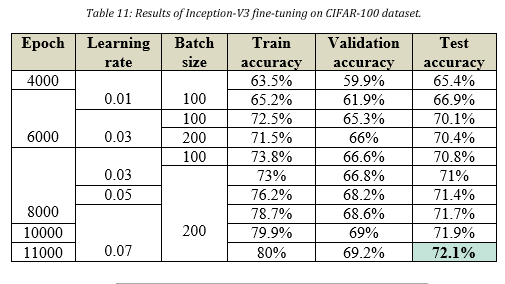 Table 11: Results of Inception-V3 fine-tuning on CIFAR-100 dataset.
Epoch Learning rate Batch size Train accuracy Validation accuracy Test accuracy
4000 63.5% 59.9% 65.4%
0.01 100 65.2% 61.9% 66.9%
100 72.5% 65.3% 70.1%
6000 0.03 200 71.5% 66% 70.4%
100 73.8% 66.6% 70.8%
0.03 73% 66.8% 71%
0.05 76.2% 68.2% 71.4%
8000 78.7% 68.6% 71.7%
10000 200 79.9% 69% 71.9%
11000 0.07 80% 69.2% 72.1%